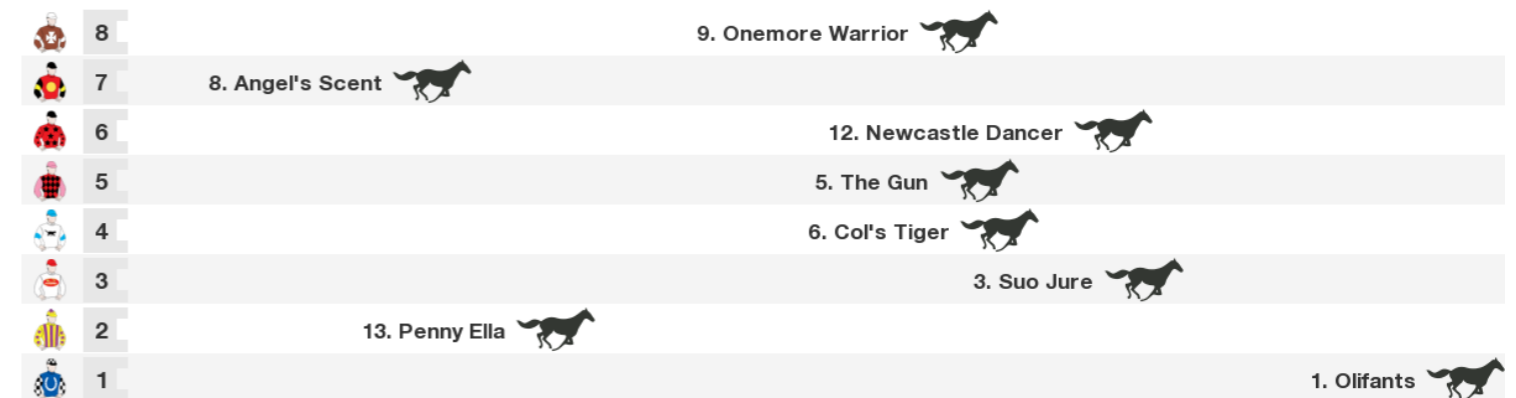 8 9. Onemore Warrior
7 8. Angel's Scent
6 12. Newcastle Dancer
5 5. The Gun
4 6. Col's Tiger
3 3. Suo Jure
2 13. Penny Ella
1 1. Olifants